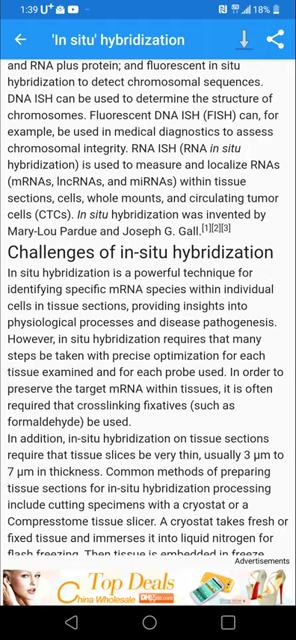 1:39 U+
18%
'In situ' hybridization
and RNA plus protein; and fluorescent in situ
hybridization to detect chromosomal sequences.
DNA ISH can be used to determine the structure of
chromosomes. Fluorescent DNA ISH (FISH) can, for
example, be used in medical diagnostics to assess
chromosomal integrity. RNA ISH (RNA in situ
hybridization) is used to measure and localize RNAs
(mRNAs, lncRNAs, and miRNAs) within tissue
sections, cells, whole mounts, and circulating tumor
cells (CTCs). In situ hybridization was invented by
Mary-Lou Pardue and Joseph G. Gall.[1][2][3]
Challenges of in-situ hybridization
In situ hybridization is a powerful technique for
identifying specific mRNA species within individual
cells in tissue sections, providing insights into
physiological processes and disease pathogenesis.
However, in situ hybridization requires that many
steps be taken with precise optimization for each
tissue examined and for each probe used. In order to
preserve the target mRNA within tissues, it is often
required that crosslinking fixatives (such as
formaldehyde) be used.
In addition, in-situ hybridization on tissue sections
require that tissue slices be very thin, usually 3 μm to
7 μm in thickness. Common methods of preparing
tissue sections for in-situ hybridization processing
include cutting specimens with a cryostat or a
Compresstome tissue slicer. A cryostat takes fresh or
fixed tissue and immerses it into liquid nitrogen for
flash freezing. Then tissue is embedded in freeze
Advertisements
Top Deals
China Wholesale DHgate.com